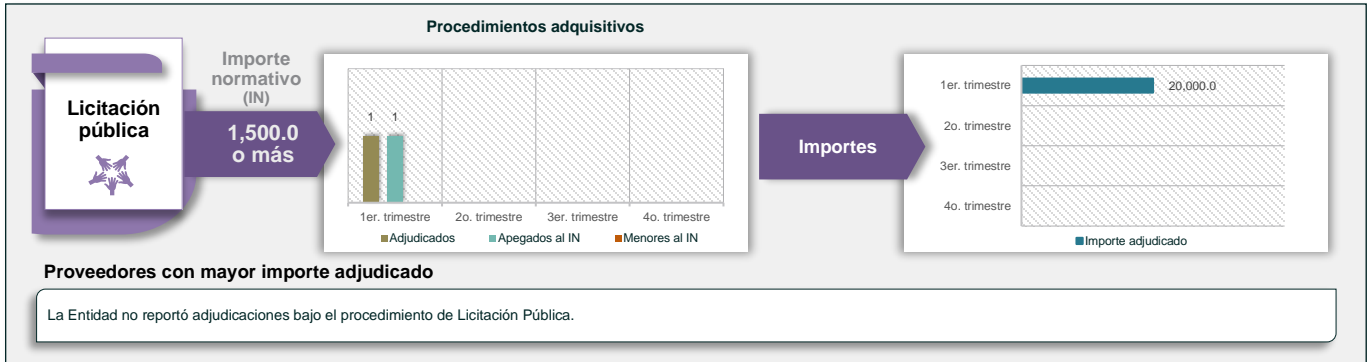 Procedimientos adquisitivos
Licitación
pública
Importe
normativo
(IN)
1,500.0
o más
1 1
1er. trimestre 2o. trimestre 3er. trimestre 4o. trimestre
Adjudicados Apegados al IN Menores al IN
Importes
1er. trimestre 20,000.0
2o. trimestre
3er. trimestre
4o. trimestre
Importe adjudicado
Proveedores con mayor importe adjudicado
La Entidad no reportó adjudicaciones bajo el procedimiento de Licitación Pública.